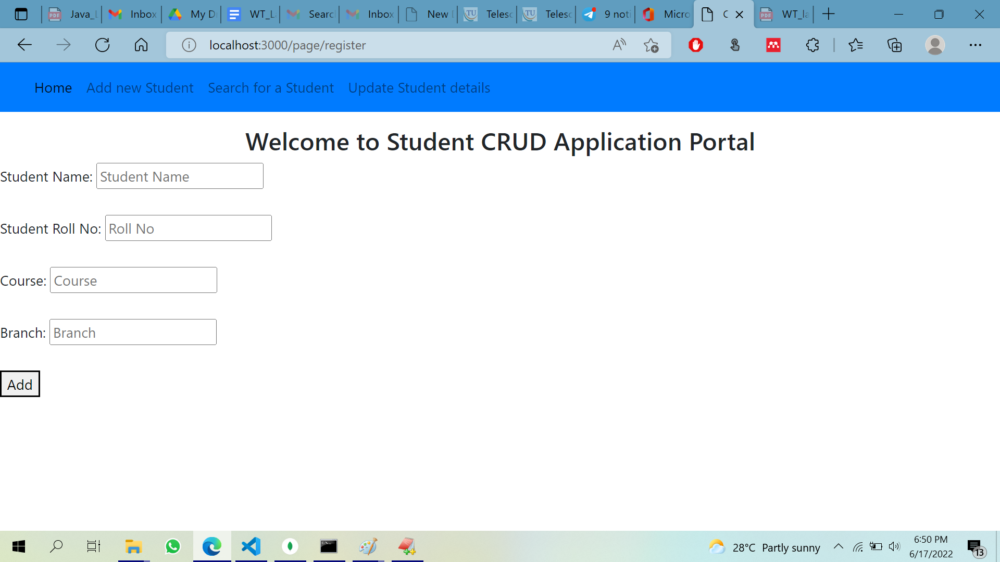 Java_L
Inbox
My D
WT_L
Searc
Inbox
New
Telesc
Telesc
9 noti
Micro
WT_la
localhost:3000/page/register
Home Add new Student Search for a Student Update Student details
Welcome to Student CRUD Application Portal
Student Name: Student Name
Student Roll No: Roll No
Course: Course
Branch: Branch
Add
28°C Partly sunny
6:50 PM
6/17/2022
13